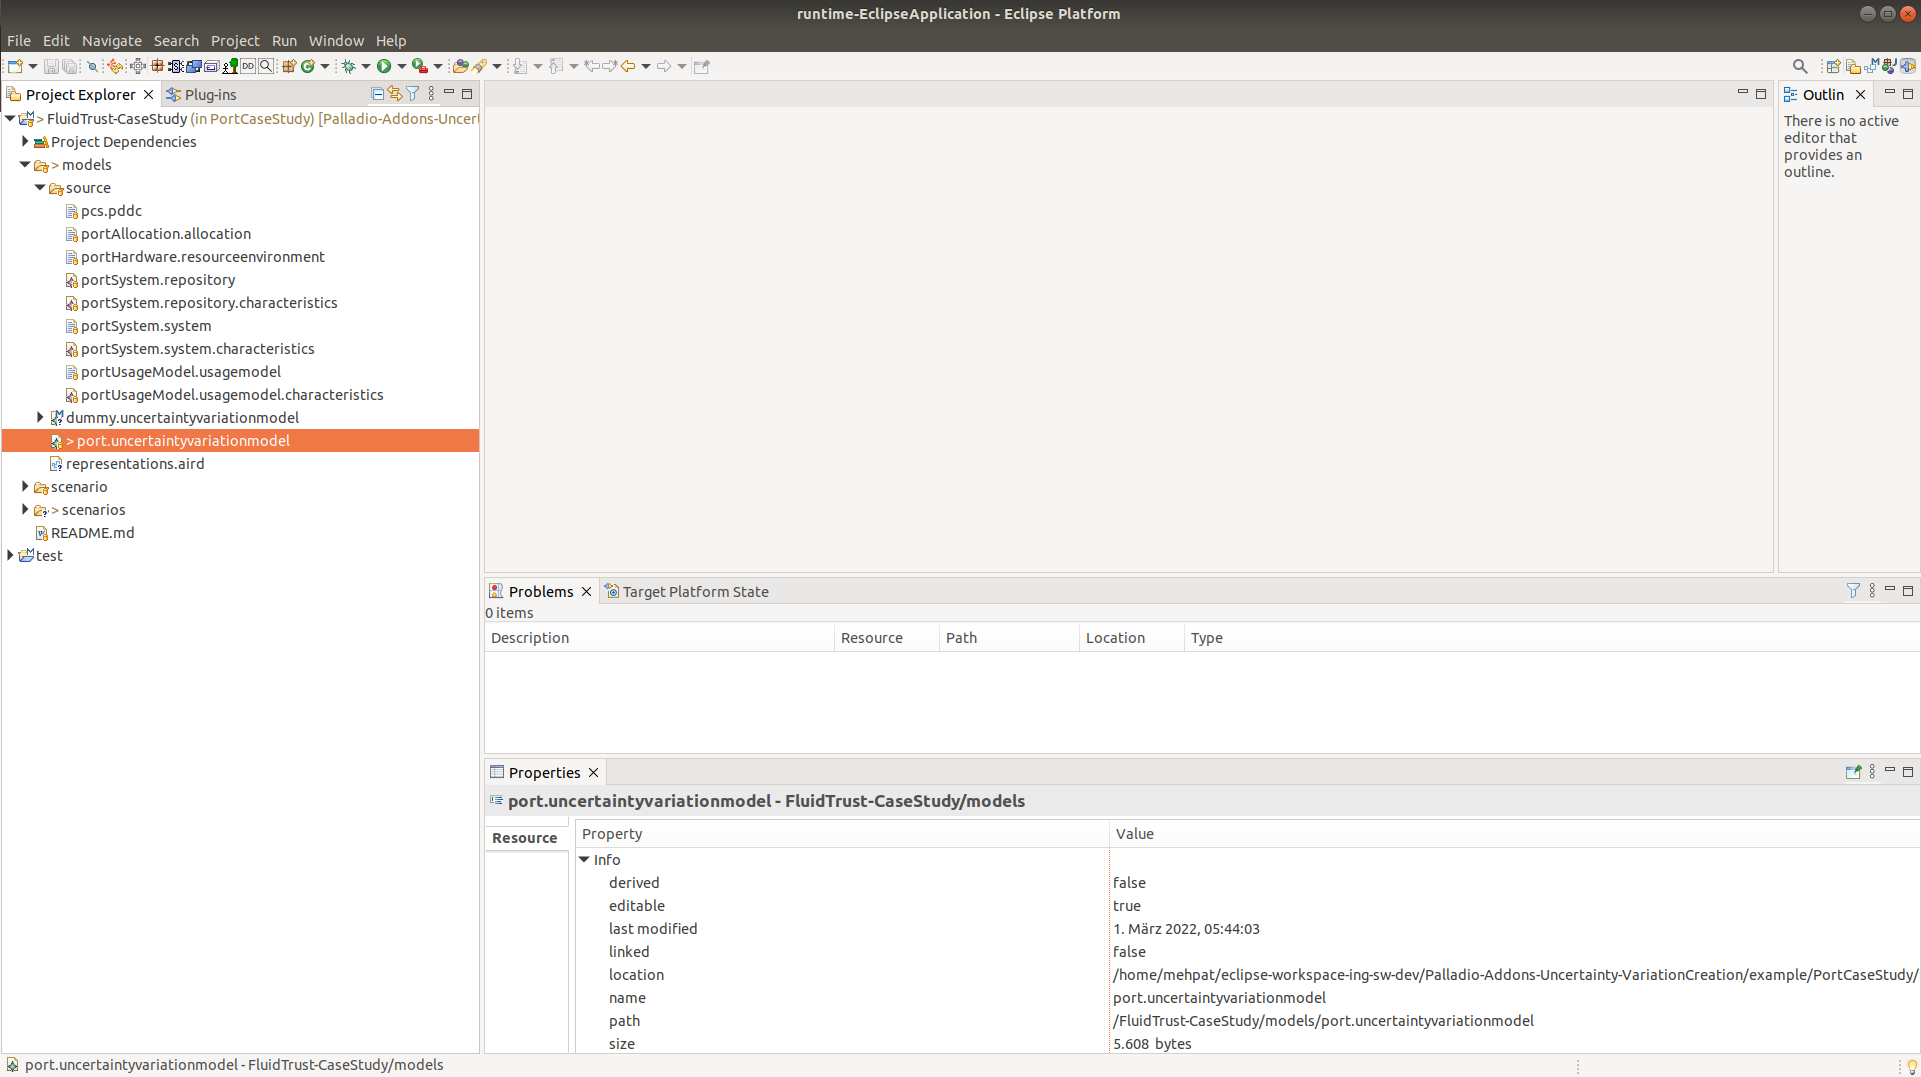 runtime-EclipseApplication - Eclipse Platform
File Edit Navigate Search Project Run Window Help
Project Explorer
Plug-ins
> FluidTrust-CaseStudy (in PortCaseStudy) [Palladio-Addons-Uncert
Project Dependencies
> models
source
pcs.pddc
portAllocation.allocation
portHardware.resourceenvironment
portSystem.repository
portSystem.repository.characteristics
portSystem.system
portSystem.system.characteristics
portUsageModel.usagemodel
portUsageModel.usagemodel.characteristics
dummy.uncertaintyvariationmodel
> port.uncertaintyvariationmodel
representations.aird
scenario
> scenarios
README.md
test
Outlin
There is no active
editor that
provides an
outline.
Problems
Target Platform State
0 items
Description Resource Path Location Type
Properties
port.uncertaintyvariationmodel - FluidTrust-CaseStudy/models
Resource
Property Value
Info
derived false
editable true
last modified 1. März 2022, 05:44:03
linked false
location /home/mehpat/eclipse-workspace-ing-sw-dev/Palladio-Addons-Uncertainty-VariationCreation/example/PortCaseStudy/
name port.uncertaintyvariationmodel
path /FluidTrust-CaseStudy/models/port.uncertaintyvariationmodel
size 5.608 bytes
port.uncertaintyvariationmodel - FluidTrust-CaseStudy/models